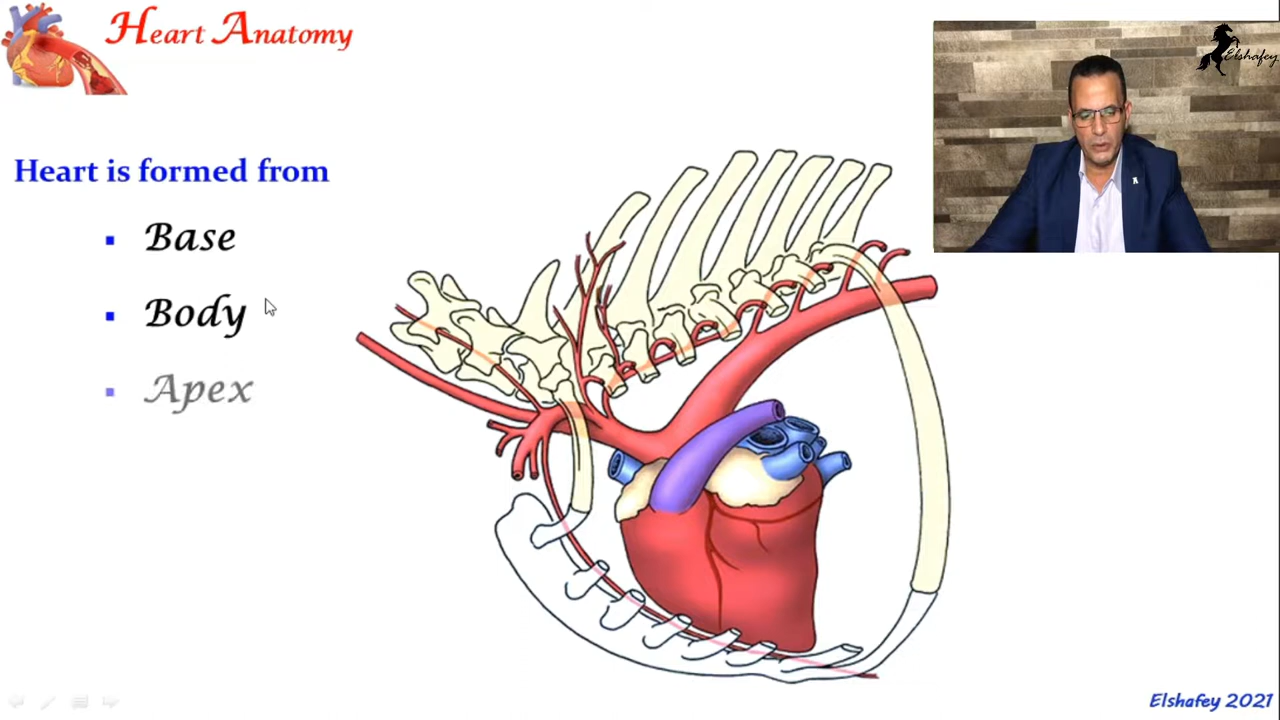 Heart Anatomy
Elshafey
Heart is formed from
Base
Body
Apex
Elshafey 2021